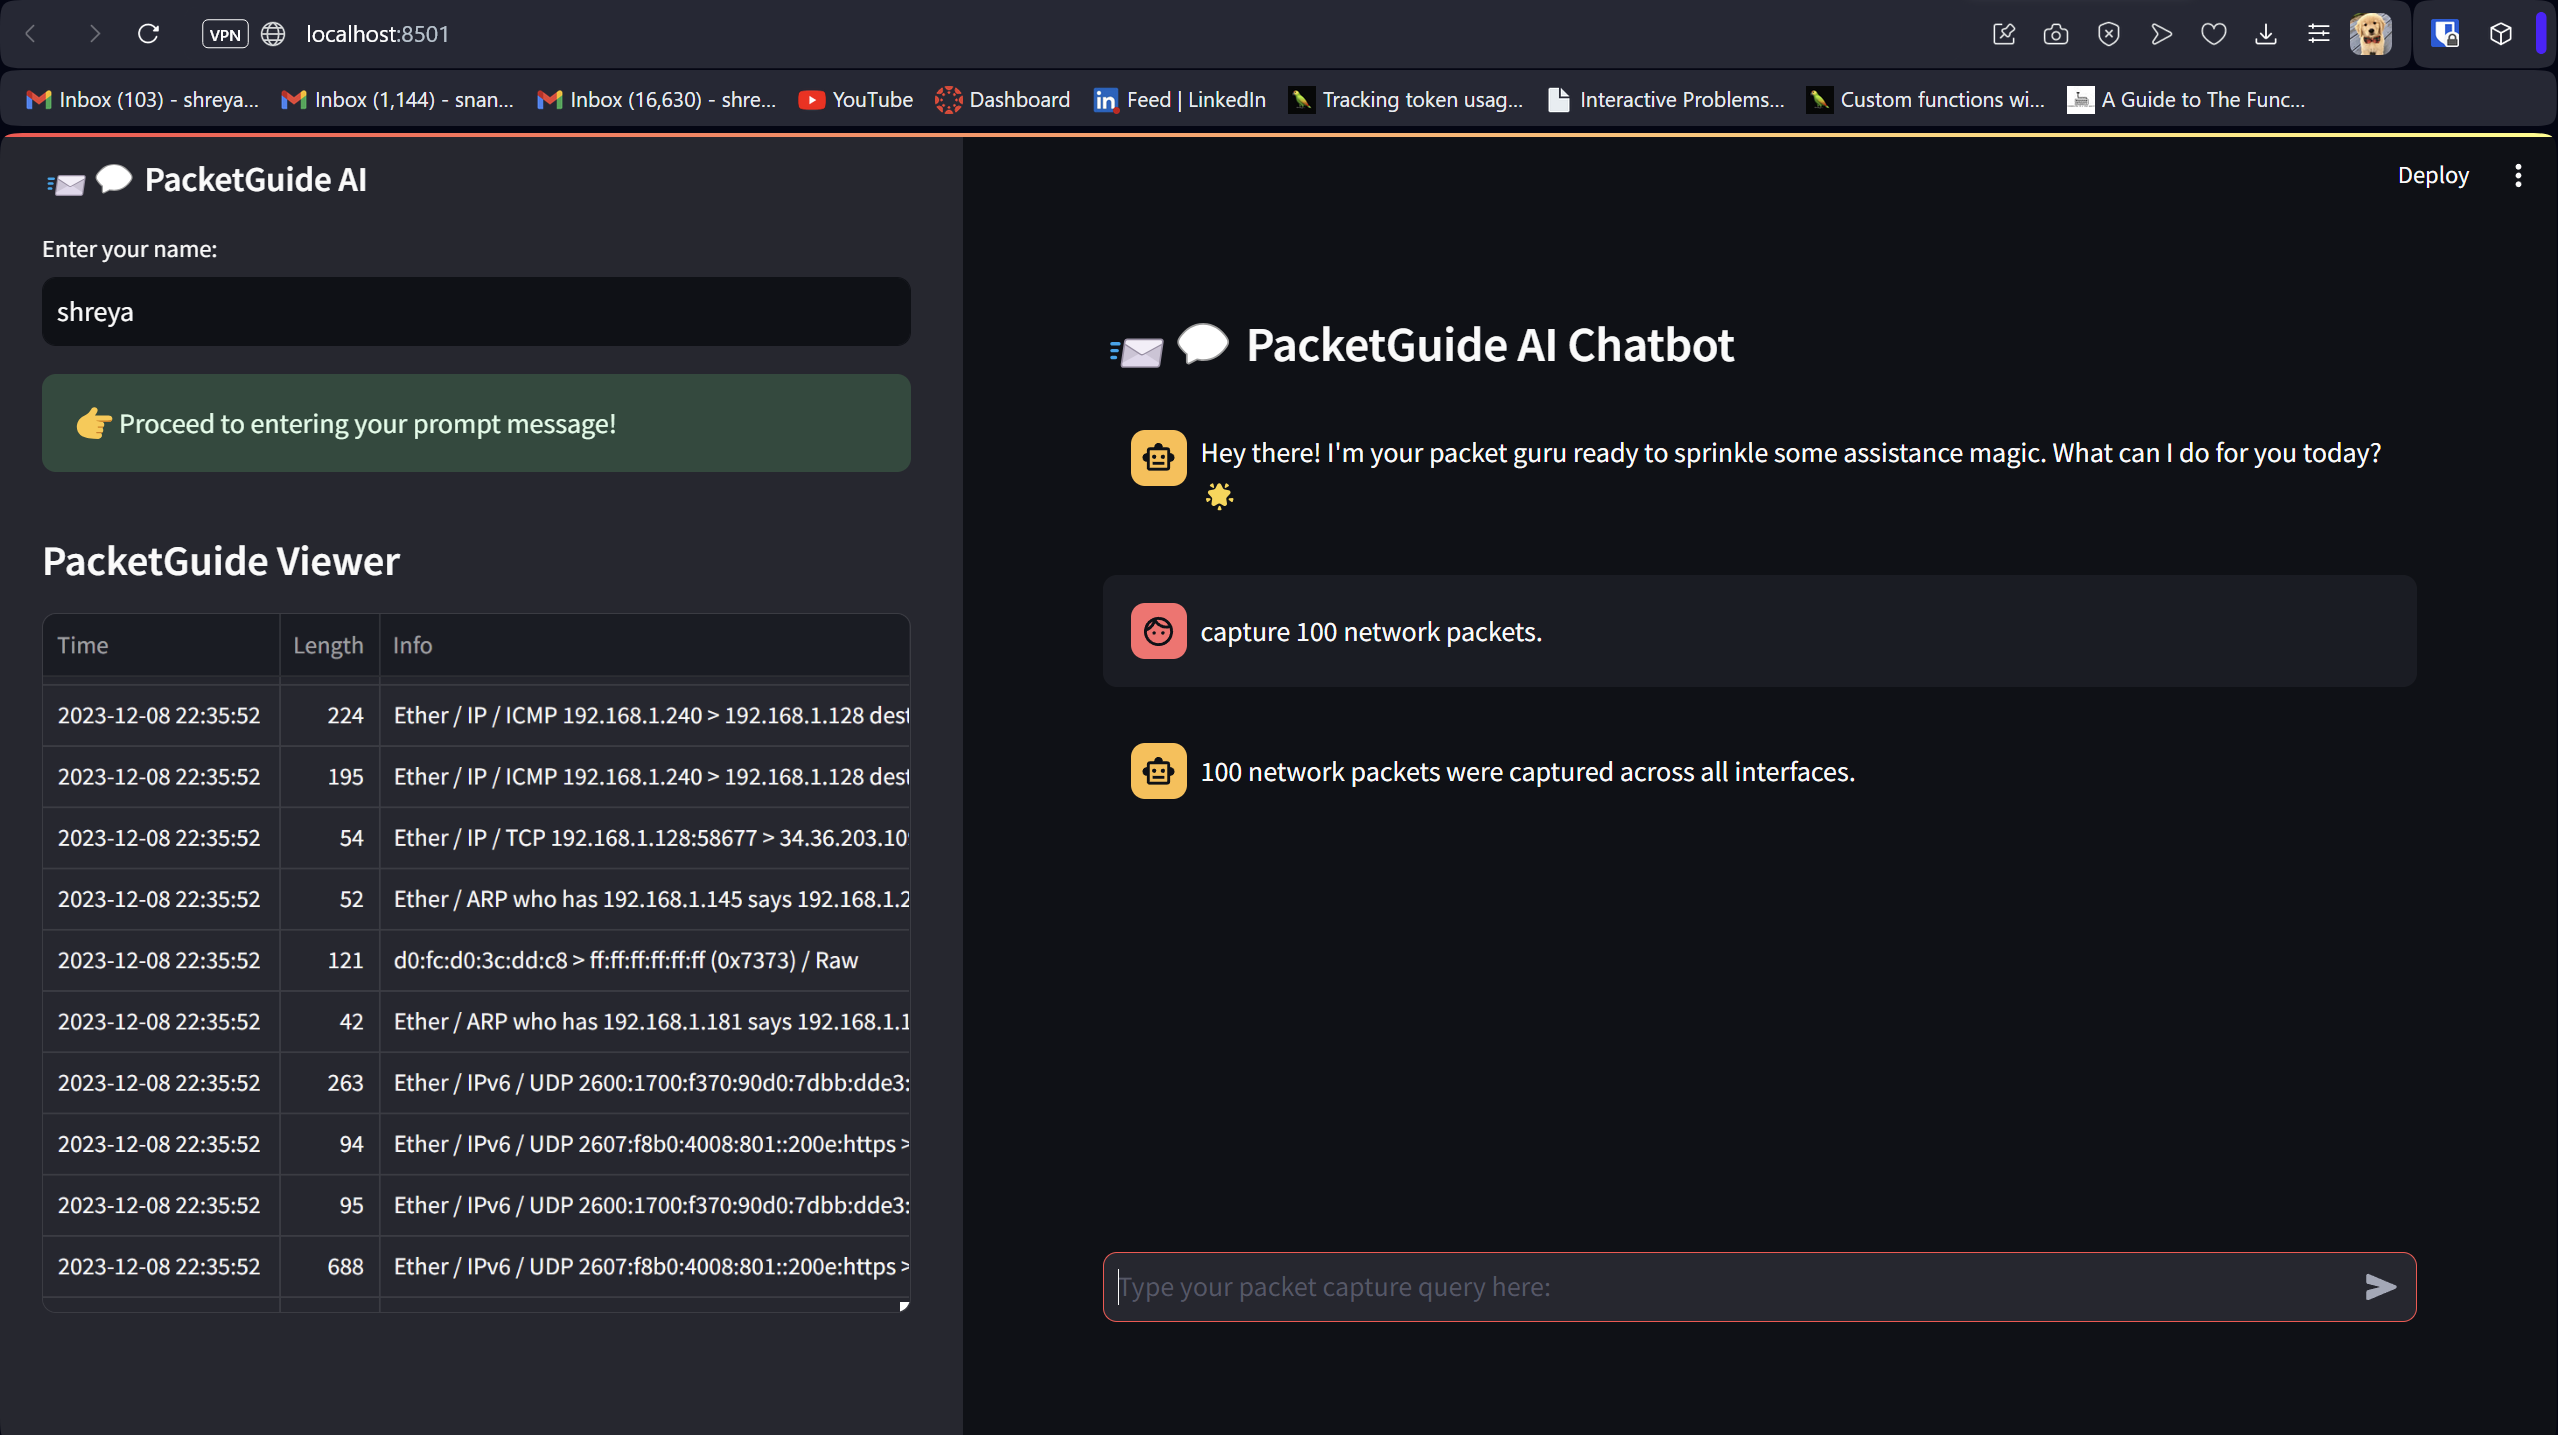 VPN localhost:8501
Inbox (103) - shreya... Inbox (1,144) - snan... Inbox (16,630) - shre... YouTube Dashboard Feed | LinkedIn Tracking token usag... Interactive Problems... Custom functions wi... A Guide to The Func...
PacketGuide AI
Enter your name:
shreya
Proceed to entering your prompt message!
PacketGuide Viewer
Time Length Info
2023-12-08 22:35:52 224 Ether / IP / ICMP 192.168.1.240 > 192.168.1.128 dest
2023-12-08 22:35:52 195 Ether / IP / ICMP 192.168.1.240 > 192.168.1.128 dest
2023-12-08 22:35:52 54 Ether / IP / TCP 192.168.1.128:58677 > 34.36.203.10
2023-12-08 22:35:52 52 Ether / ARP who has 192.168.1.145 says 192.168.1.2
2023-12-08 22:35:52 121 d0:fc:d0:3c:dd:c8 > ff:ff:ff:ff:ff:ff (0x7373) / Raw
2023-12-08 22:35:52 42 Ether / ARP who has 192.168.1.181 says 192.168.1.1
2023-12-08 22:35:52 263 Ether / IPv6 / UDP 2600:1700:f370:90d0:7dbb:dde3:
2023-12-08 22:35:52 94 Ether / IPv6 / UDP 2607:f8b0:4008:801::200e:https >
2023-12-08 22:35:52 95 Ether / IPv6 / UDP 2600:1700:f370:90d0:7dbb:dde3:
2023-12-08 22:35:52 688 Ether / IPv6 / UDP 2607:f8b0:4008:801::200e:https >
Deploy
PacketGuide AI Chatbot
Hey there! I'm your packet guru ready to sprinkle some assistance magic. What can I do for you today?
capture 100 network packets.
100 network packets were captured across all interfaces.
Type your packet capture query here: